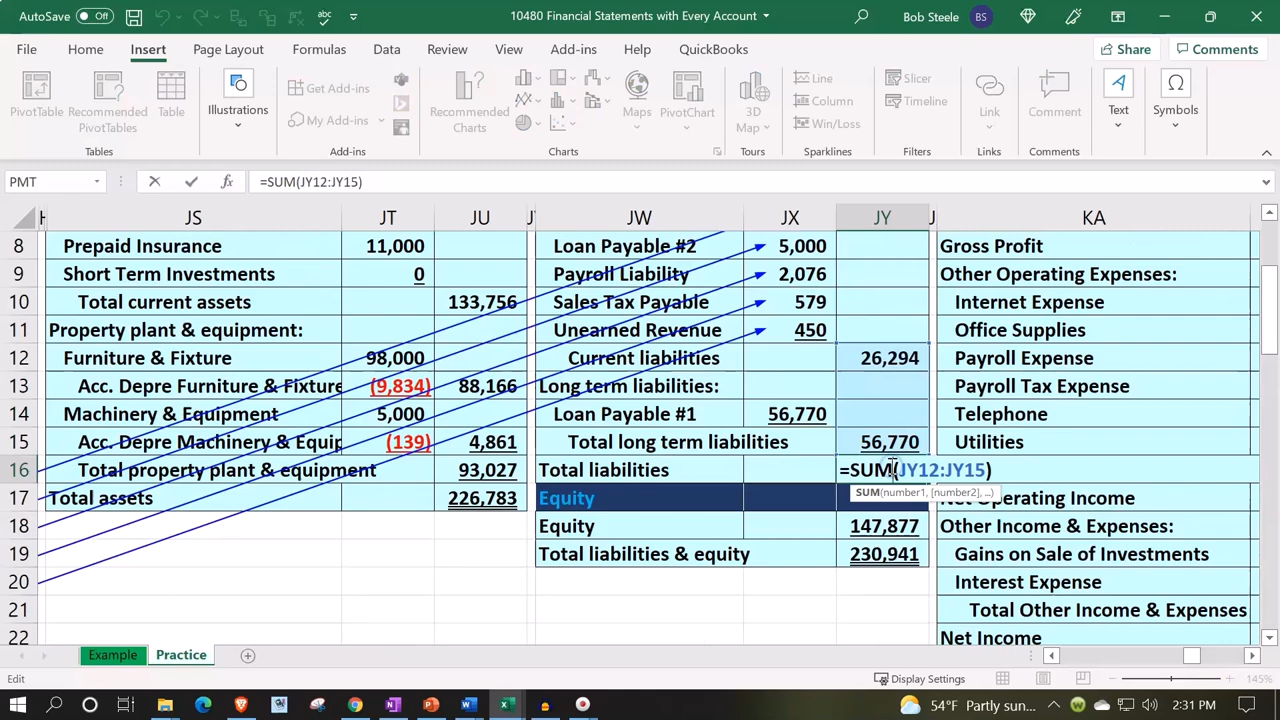 AutoSave Off 10480 Financial Statements with Every Account Bob Steele BS
File Home Insert Page Layout Formulas Data Review View Add-ins Help QuickBooks Share Comments
PivotTable Recommended PivotTables Table Illustrations Get Add-ins My Add-ins Recommended Charts Maps PivotChart 3D Map Line Column Win/Loss Slicer Timeline Link Comment Text Symbols
Tables Add-ins Charts Tours Sparklines Filters Links Comments
PMT fx =SUM(JY12:JY15)
JS JT JU JW JX JY KA
8 Prepaid Insurance 11,000 Loan Payable #2 5,000 Gross Profit
9 Short Term Investments 0 Payroll Liability 2,076 Other Operating Expenses:
10 Total current assets 133,756 Sales Tax Payable 579 Internet Expense
11 Property plant & equipment: Unearned Revenue 450 Office Supplies
12 Furniture & Fixture 98,000 Current liabilities 26,294 Payroll Expense
13 Acc. Depre Furniture & Fixture (9,834) 88,166 Long term liabilities: Payroll Tax Expense
14 Machinery & Equipment 5,000 Loan Payable #1 56,770 Telephone
15 Acc. Depre Machinery & Equip (139) 4,861 Total long term liabilities 56,770 Utilities
16 Total property plant & equipment 93,027 Total liabilities =SUM(JY12:JY15)
SUM(number1, [number2], ...)
17 Total assets 226,783 Equity Net Operating Income
18 Equity 147,877 Other Income & Expenses:
19 Total liabilities & equity 230,941 Gains on Sale of Investments
20 Interest Expense
21 Total Other Income & Expenses
22 Net Income
Example Practice
Edit Display Settings 145%
54°F Partly sun... 2:31 PM